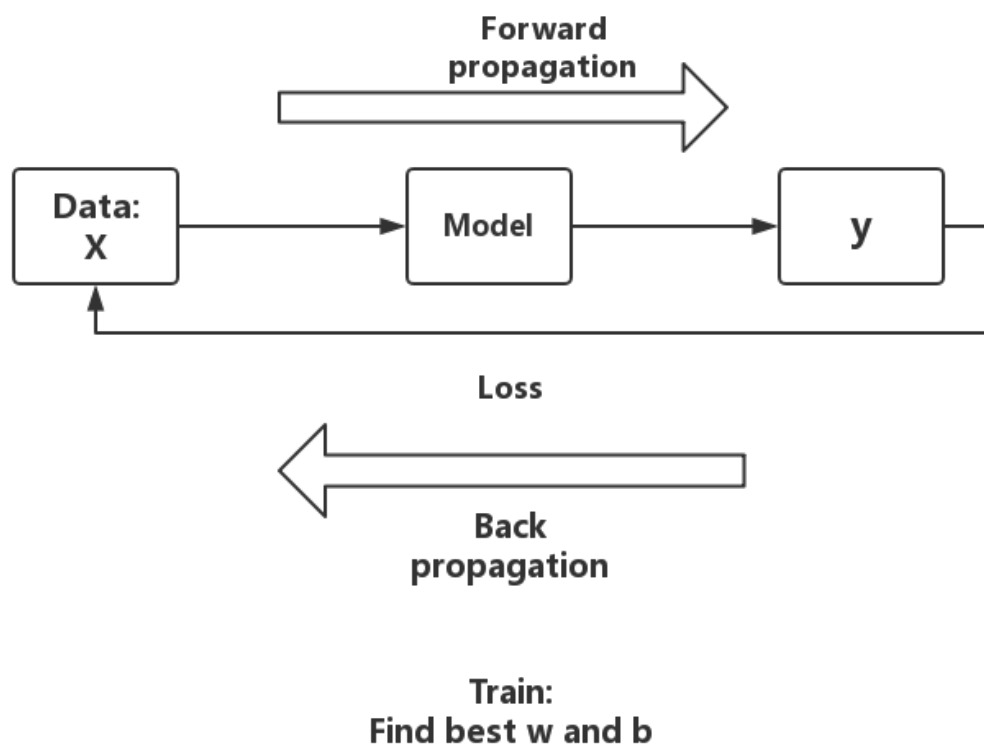 Forward
propagation
Data:
X
Model
y
Loss
Back
propagation
Train:
Find best w and b